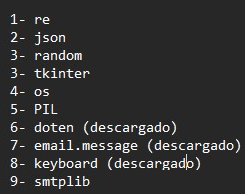 1- re
2- json
3- random
3- tkinter
4- os
5- PIL
6- doten (descargado)
7- email.message (descargado)
8- keyboard (descargado)
9- smtplib